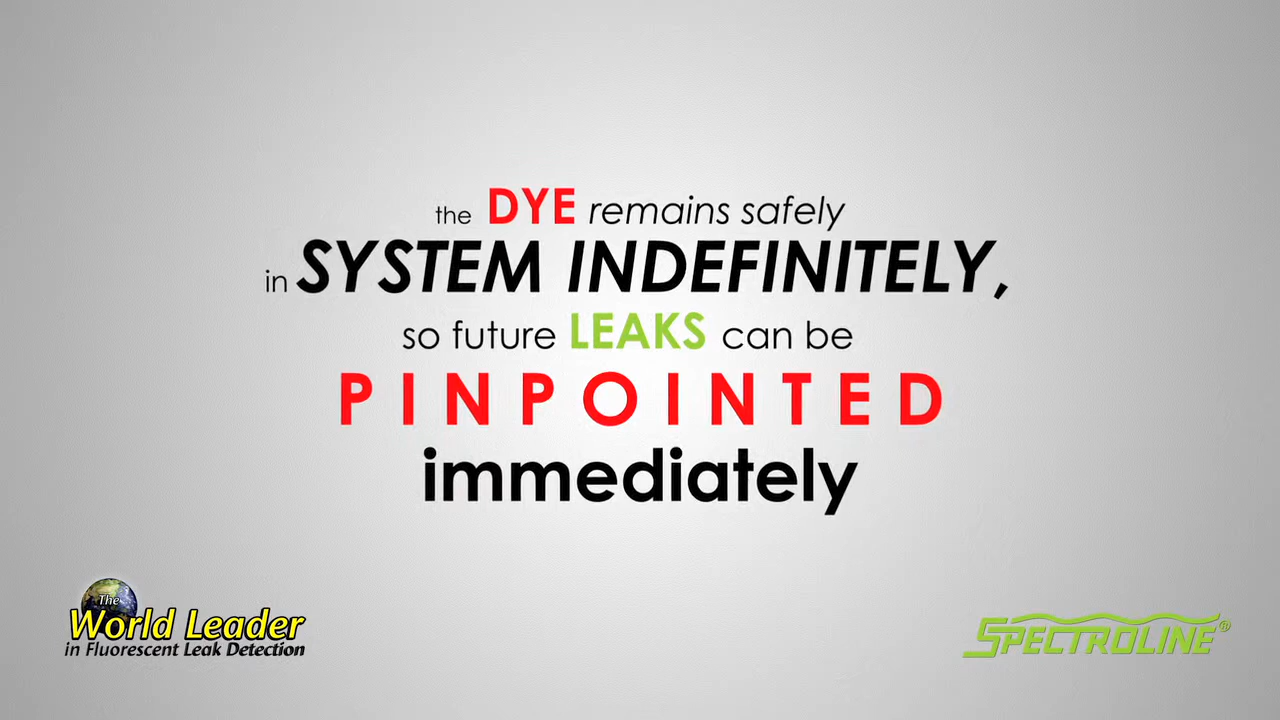 the DYE remains safely
in SYSTEM INDEFINITELY,
so future LEAKS can be
PINPOINTED
immediately
The
World Leader
in Fluorescent Leak Detection
SPECTROLINE®